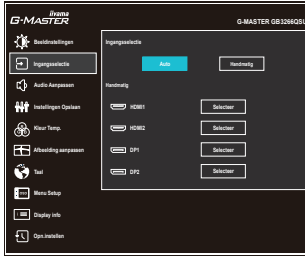 iiyama
G-MASTER
G-MASTER GB3266QSU
Beeldinstellingen
Ingangsselectie
Audio Aanpassen
Instellingen Opslaan
Kleur Temp.
Afbeelding aanpassen
Taal
Menu Setup
Display info
Opn.instellen
Ingangsselectie
Auto
Handmatig
Handmatig
HDMI1
Selecteer
HDMI2
Selecteer
DP1
Selecteer
DP2
Selecteer